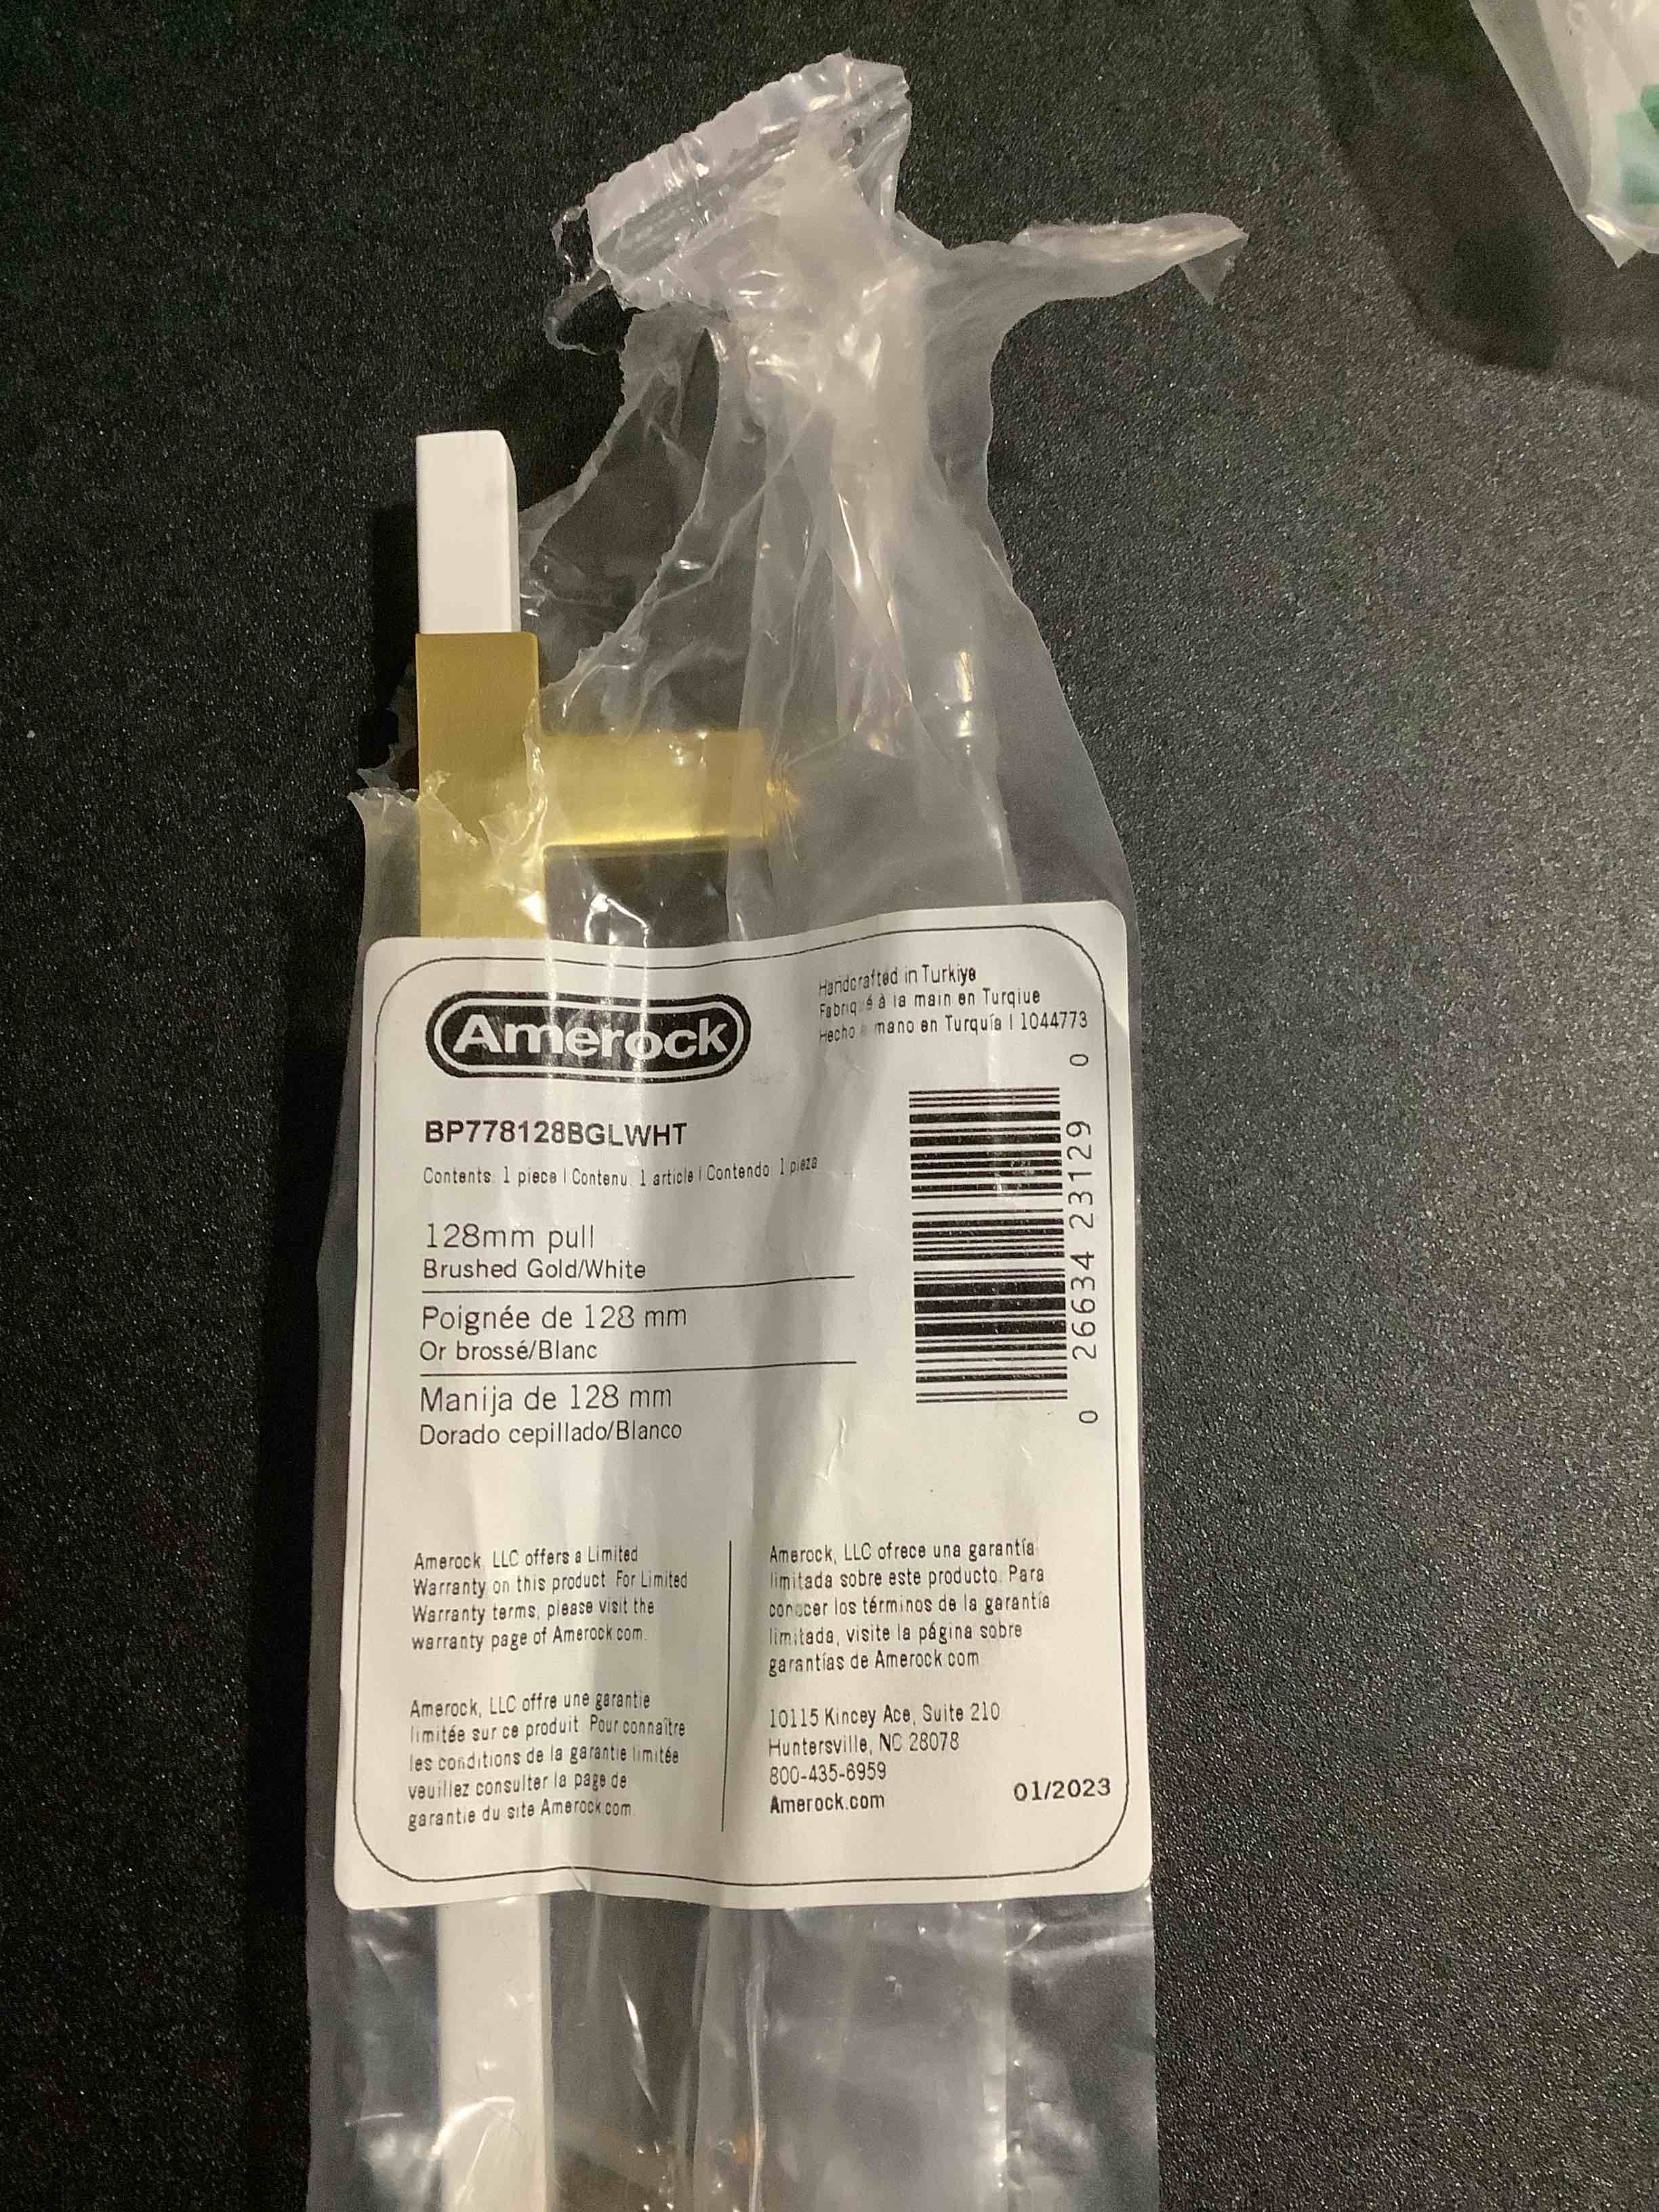 Amerock
Handcrafted in Turkiye
Fabriqué à la main en Turqiue
Hecho a mano en Turquía | 1044773
BP778128BGLWHT
Contents: 1 piece | Contenu: 1 article | Contendo: 1 pieza
128mm pull
Brushed Gold/White
Poignée de 128 mm
Or brossé/Blanc
Manija de 128 mm
Dorado cepillado/Blanco
0 26634 23129 0
Amerock, LLC offers a Limited
Warranty on this product. For Limited
Warranty terms, please visit the
warranty page of Amerock.com.
Amerock, LLC offre une garantie
limitée sur ce produit. Pour connaître
les conditions de la garantie limitée
veuillez consulter la page de
garantie du site Amerock.com.
Amerock, LLC ofrece una garantía
limitada sobre este producto. Para
conocer los términos de la garantía
limitada, visite la página sobre
garantías de Amerock.com
10115 Kincey Ace, Suite 210
Huntersville, NC 28078
800-435-6959
Amerock.com
01/2023